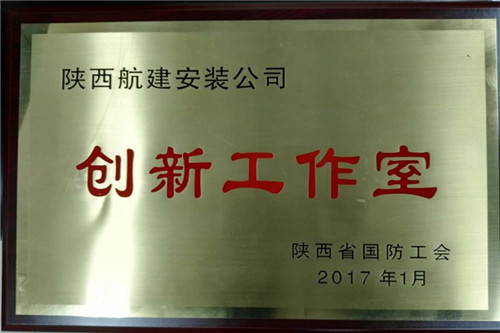 陕西航建安装公司
创新工作室
陕西省国防工会
2017年1月